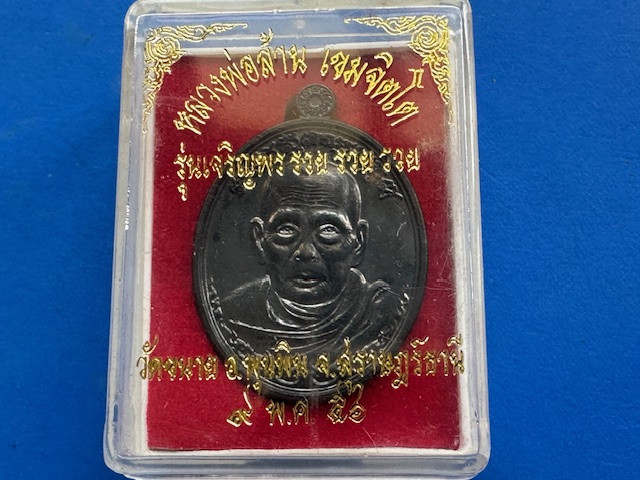 หลวงพ่อล้าน เขมจิตโต
รุ่นเจริญพร รวย รวย รวย
วัดขนาย อ.พุนพิน จ.สุราษฎร์ธานี
๙ พ.ค. ๕๖